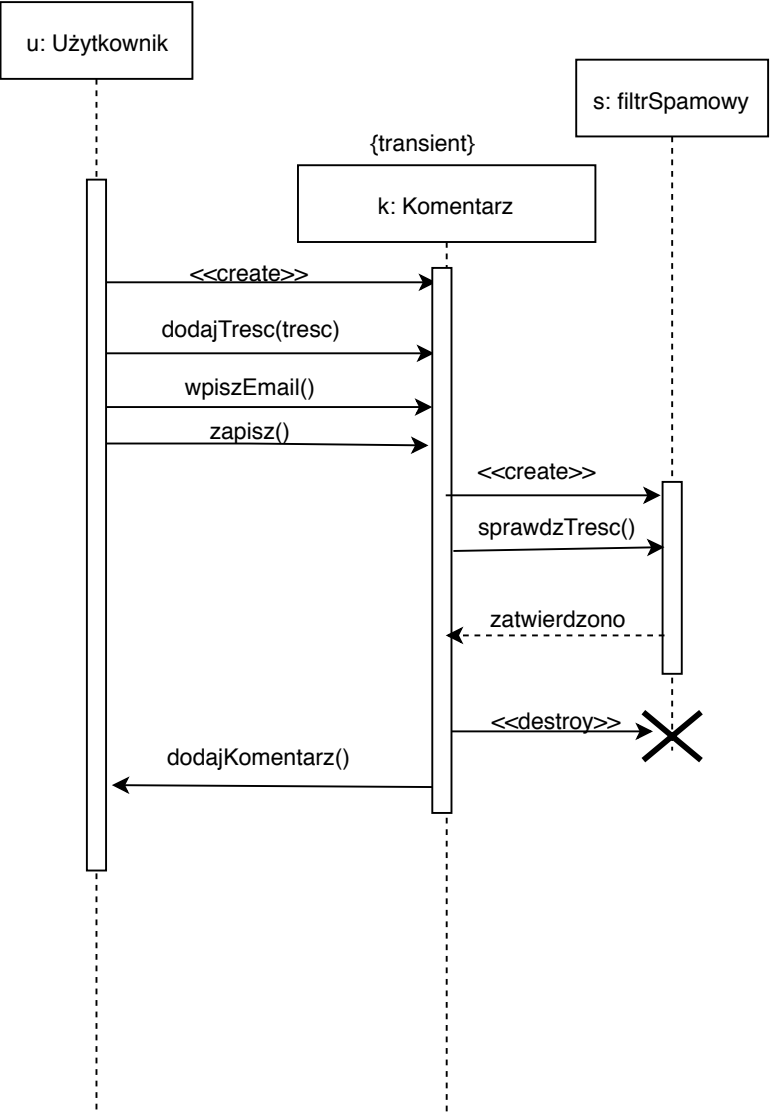 u: Użytkownik
s: filtrSpamowy
{transient}
k: Komentarz
<<create>>
dodajTresc(tresc)
wpiszEmail()
zapisz()
<<create>>
sprawdzTresc()
zatwierdzono
<<destroy>>
dodajKomentarz()